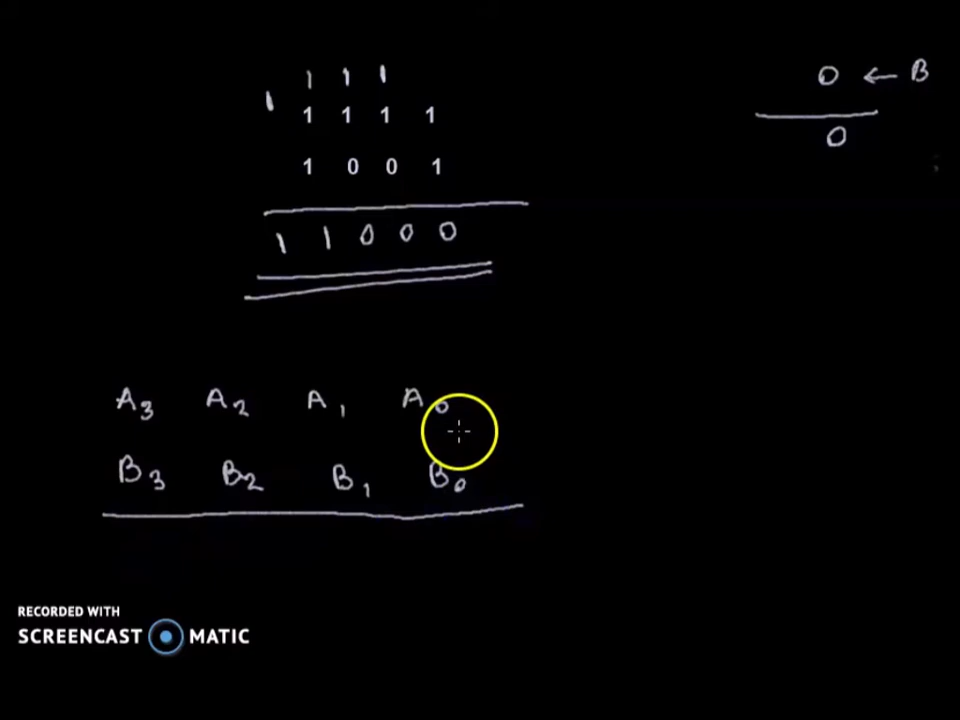 1 1 1
1 1 1 1 1
1 0 0 1
1 1 0 0 0
0 ← B
0
A3 A2 A1 A0
B3 B2 B1 B0
RECORDED WITH
SCREENCAST MATIC